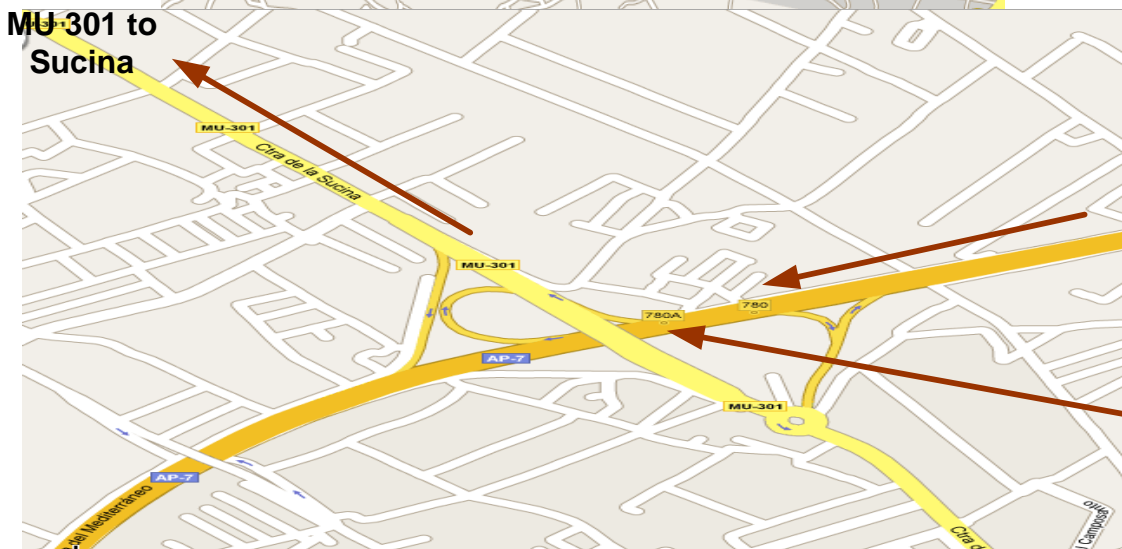 MU 301 to
Sucina
MU-301
Ctra de la Sucina
MU-301
780
780A
AP-7
MU-301
AP-7
del Mediterráneo
Ctra d